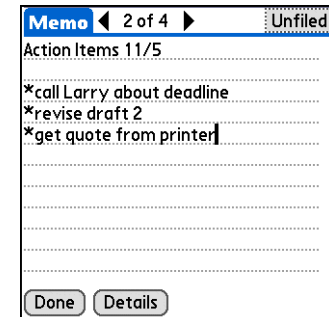 Memo 2 of 4 Unfiled
Action Items 11/5
*call Larry about deadline
*revise draft 2
*get quote from printer
Done Details